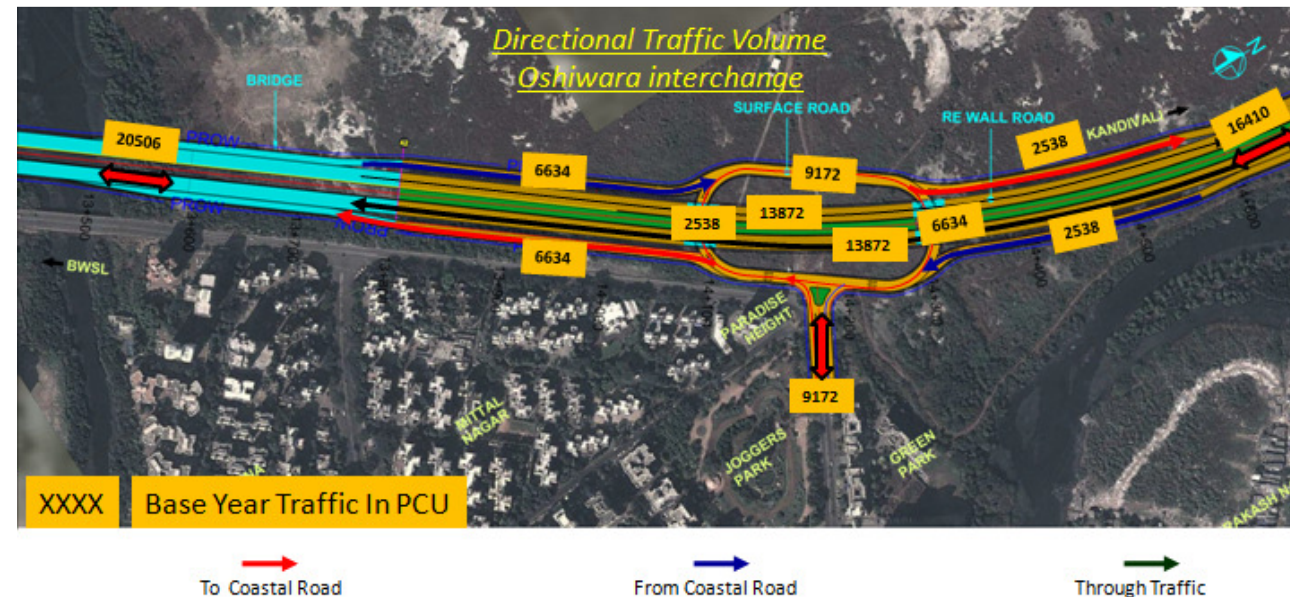 Directional Traffic Volume
Oshiwara interchange
BRIDGE
SURFACE ROAD
RE WALL ROAD
KANDIVALI
N
16410
20506
PROW
2538
6634
9172
2538
13872
6634
13872
2538
6634
PROW
BWSL
13+500
PARADISE
HEIGHT
9172
MITTAL
NAGAR
JOGGERS
PARK
GREEN
PARK
XXXX
Base Year Traffic In PCU
To Coastal Road
From Coastal Road
Through Traffic